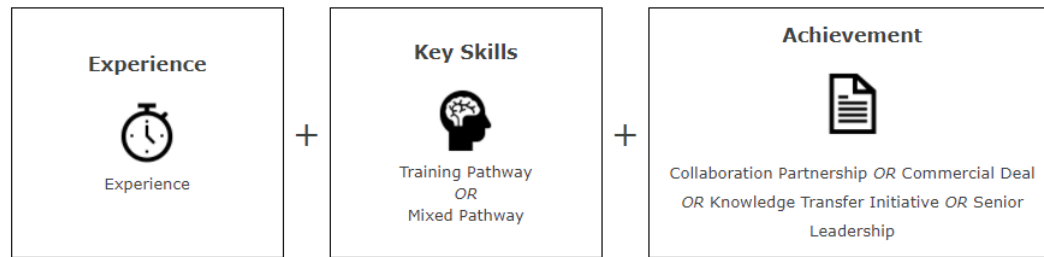 Experience
Experience
+
Key Skills
Training Pathway
OR
Mixed Pathway
+
Achievement
Collaboration Partnership OR Commercial Deal
OR Knowledge Transfer Initiative OR Senior
Leadership